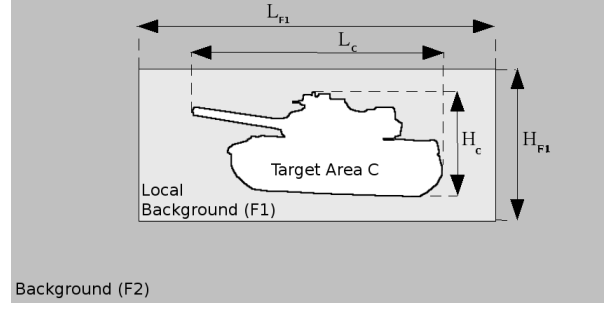 L_F1
L_c
H_c
H_F1
Target Area C
Local
Background (F1)
Background (F2)